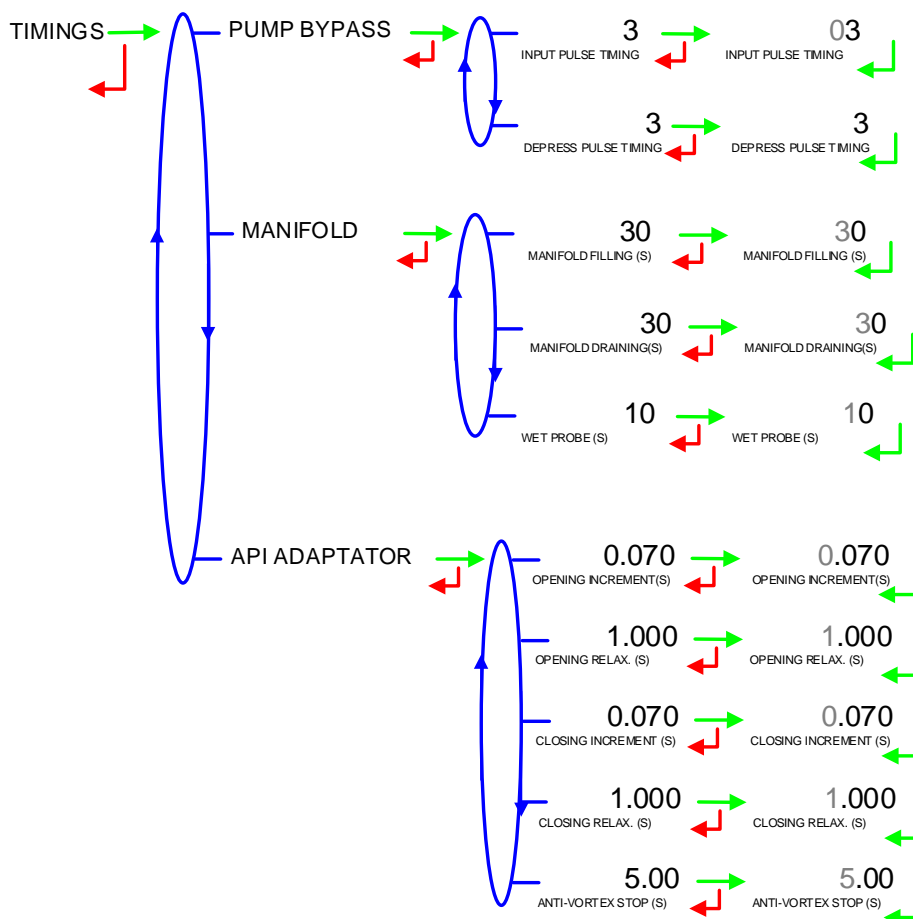 TIMINGS
PUMP BYPASS
3
03
INPUT PULSE TIMING
INPUT PULSE TIMING
3
3
DEPRESS PULSE TIMING
DEPRESS PULSE TIMING
MANIFOLD
30
30
MANIFOLD FILLING (S)
MANIFOLD FILLING (S)
30
30
MANIFOLD DRAINING(S)
MANIFOLD DRAINING(S)
10
10
WET PROBE (S)
WET PROBE (S)
API ADAPTATOR
0.070
0.070
OPENING INCREMENT(S)
OPENING INCREMENT(S)
1.000
1.000
OPENING RELAX. (S)
OPENING RELAX. (S)
0.070
0.070
CLOSING INCREMENT (S)
CLOSING INCREMENT (S)
1.000
1.000
CLOSING RELAX. (S)
CLOSING RELAX. (S)
5.00
5.00
ANTI-VORTEX STOP (S)
ANTI-VORTEX STOP (S)